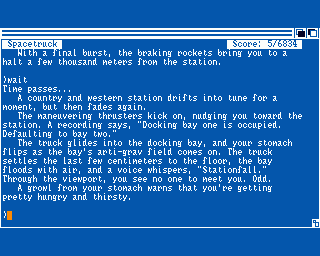 Spacetruck Score: 5/6834
With a final burst, the braking rockets bring you to a
halt a few thousand meters from the station.
>wait
Time passes...
A country and western station drifts into tune for a
moment, but then fades again.
The maneuvering thrusters kick on, nudging you toward the
station. A recording says, "Docking bay one is occupied.
Defaulting to bay two."
The truck glides into the docking bay, and your stomach
flips as the bay's arti-grav field comes on. The truck
settles the last few centimeters to the floor, the bay
floods with air, and a voice whispers, "Stationfall."
Through the viewport, you see no one to meet you. Odd.
A growl from your stomach warns that you're getting
pretty hungry and thirsty.
>